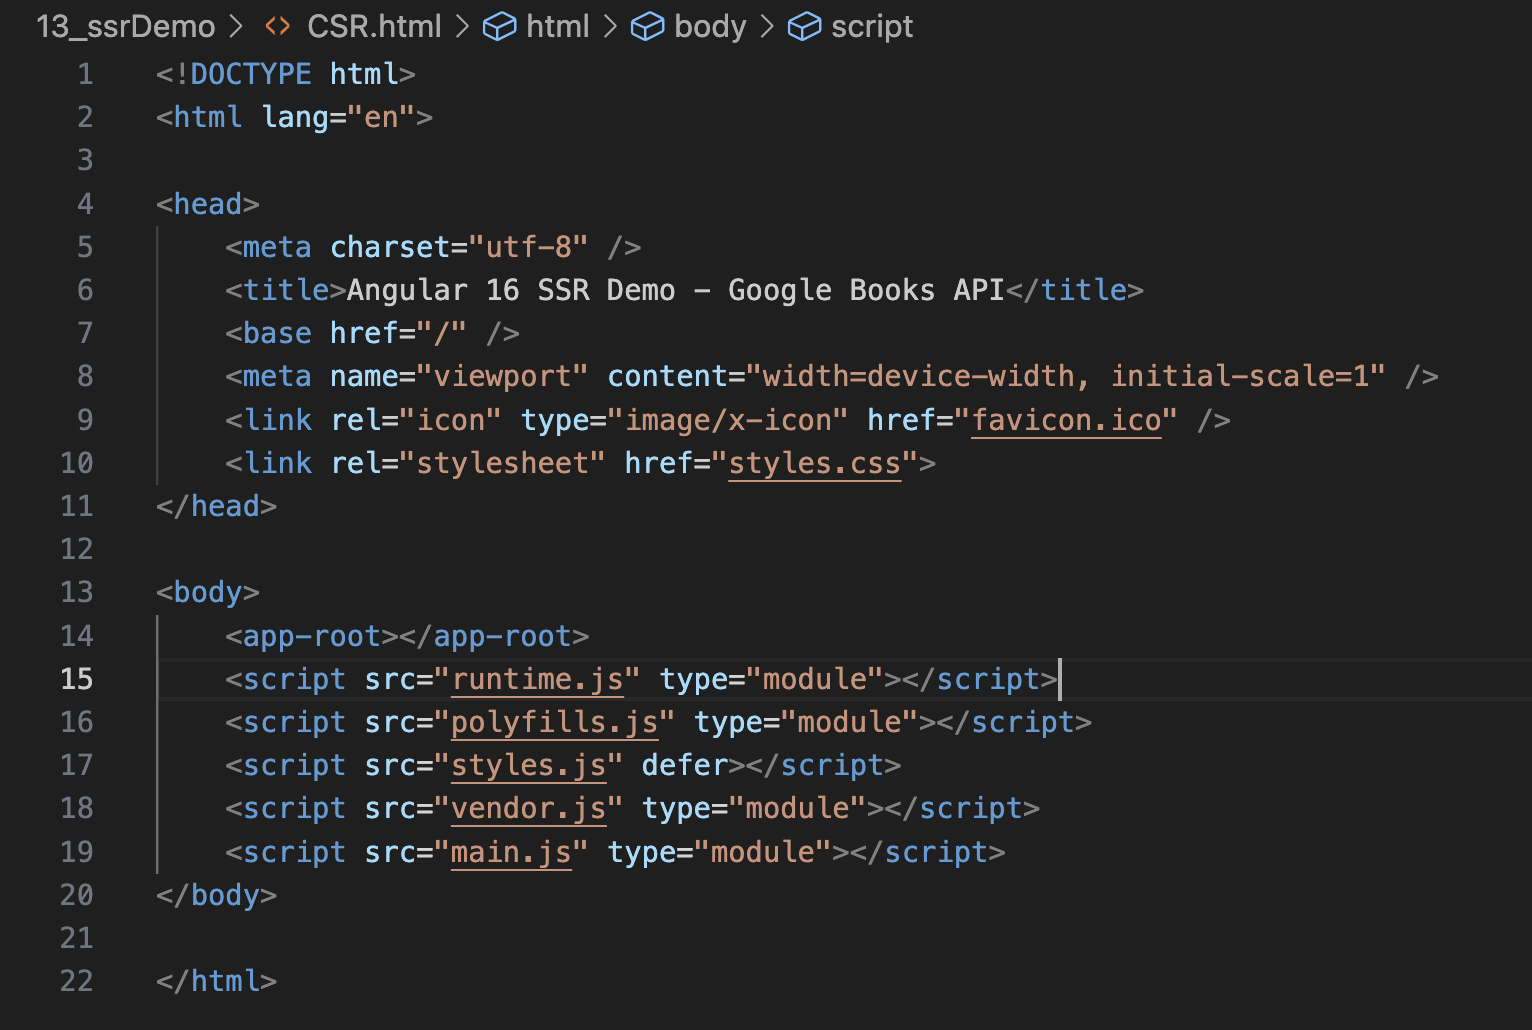 13_ssrDemo > <> CSR.html > html > body > script
1 <!DOCTYPE html>
2 <html lang="en">
3
4 <head>
5     <meta charset="utf-8" />
6     <title>Angular 16 SSR Demo - Google Books API</title>
7     <base href="/" />
8     <meta name="viewport" content="width=device-width, initial-scale=1" />
9     <link rel="icon" type="image/x-icon" href="favicon.ico" />
10     <link rel="stylesheet" href="styles.css">
11 </head>
12
13 <body>
14     <app-root></app-root>
15     <script src="runtime.js" type="module"></script>
16     <script src="polyfills.js" type="module"></script>
17     <script src="styles.js" defer></script>
18     <script src="vendor.js" type="module"></script>
19     <script src="main.js" type="module"></script>
20 </body>
21
22 </html>